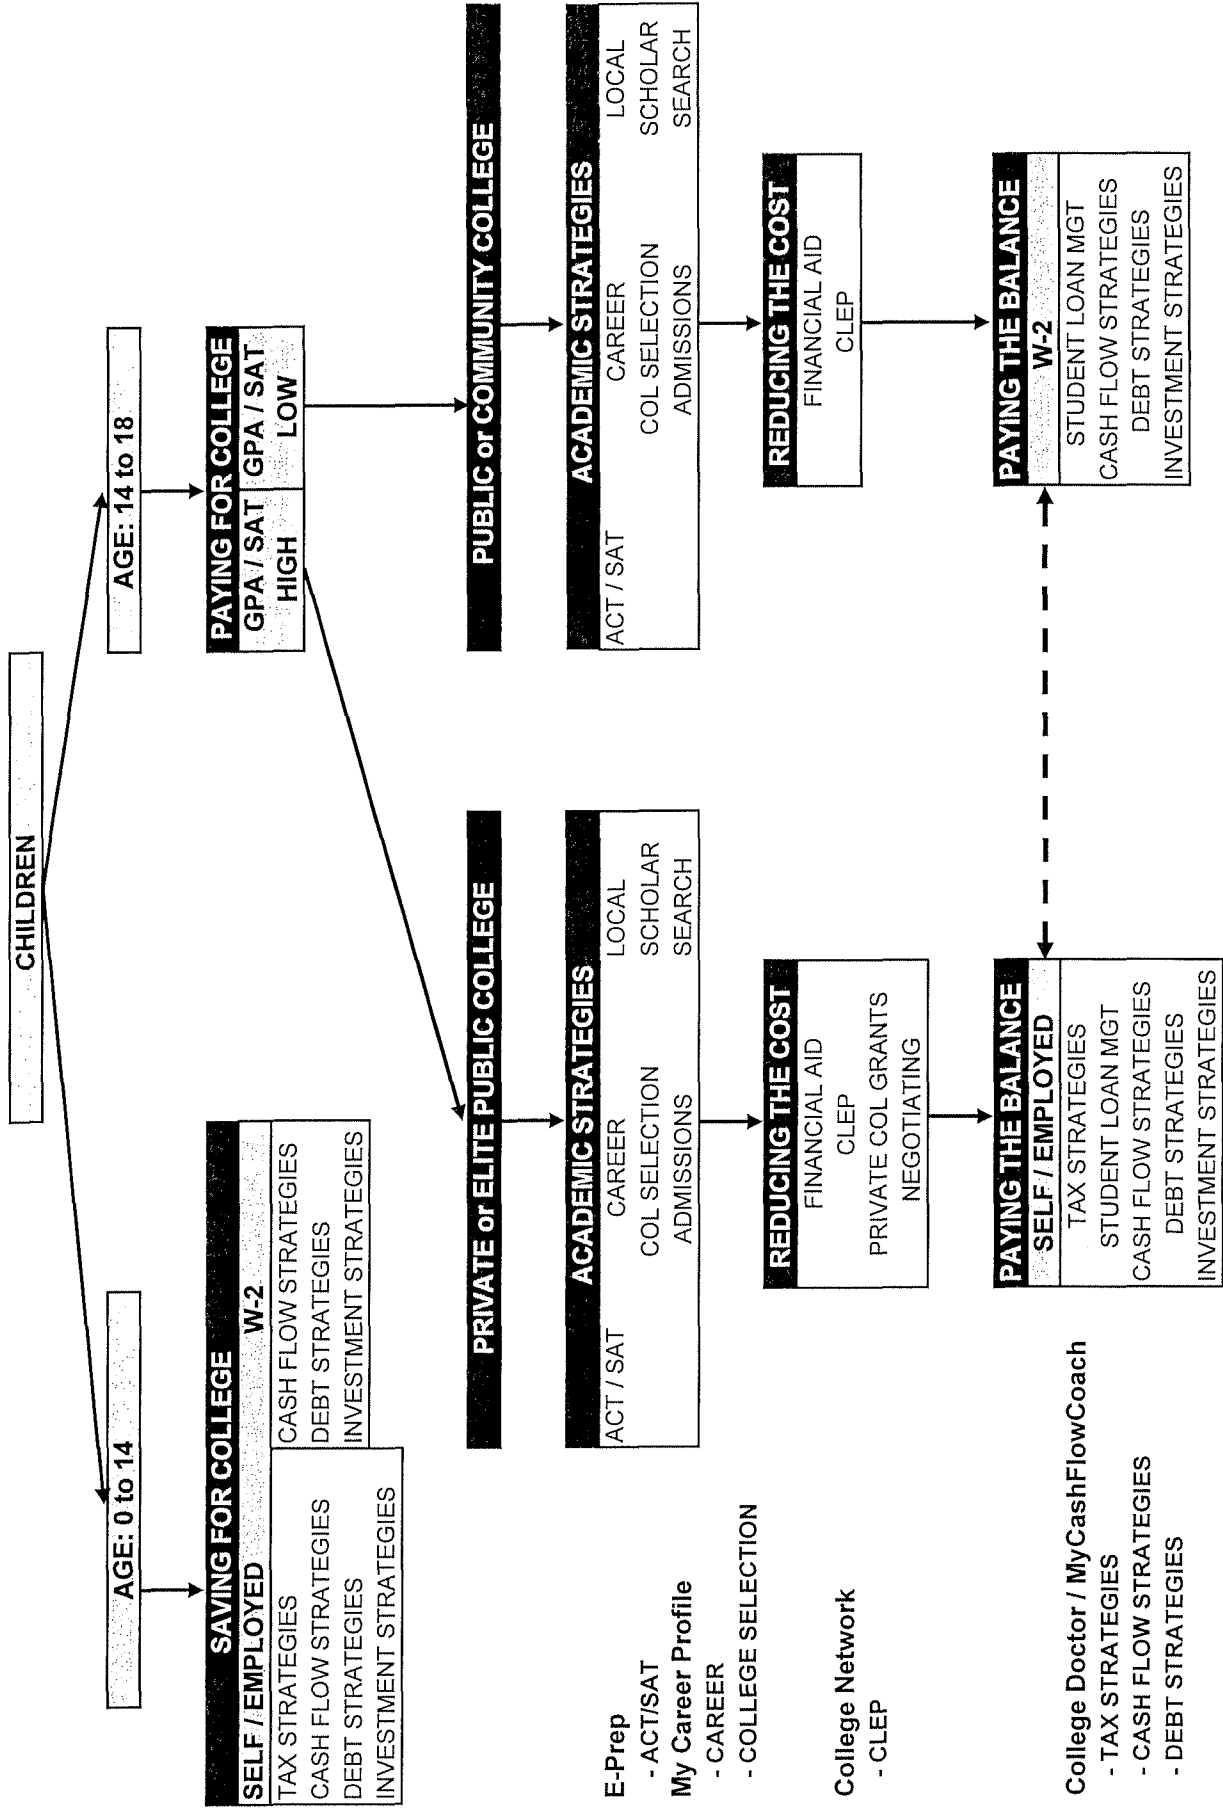 CHILDREN
AGE: 0 to 14
AGE: 14 to 18
SAVING FOR COLLEGE
SELF / EMPLOYED W-2
TAX STRATEGIES
CASH FLOW STRATEGIES
DEBT STRATEGIES
INVESTMENT STRATEGIES
CASH FLOW STRATEGIES
DEBT STRATEGIES
INVESTMENT STRATEGIES
PAYING FOR COLLEGE
GPA / SAT GPA / SAT
HIGH LOW
PRIVATE or ELITE PUBLIC COLLEGE
ACADEMIC STRATEGIES
ACT / SAT CAREER LOCAL
COL SELECTION SCHOLAR
ADMISSIONS SEARCH
REDUCING THE COST
FINANCIAL AID
CLEP
PRIVATE COL GRANTS
NEGOTIATING
PAYING THE BALANCE
SELF / EMPLOYED
TAX STRATEGIES
STUDENT LOAN MGT
CASH FLOW STRATEGIES
DEBT STRATEGIES
INVESTMENT STRATEGIES
PUBLIC or COMMUNITY COLLEGE
ACADEMIC STRATEGIES
ACT / SAT CAREER LOCAL
COL SELECTION SCHOLAR
ADMISSIONS SEARCH
REDUCING THE COST
FINANCIAL AID
CLEP
PAYING THE BALANCE
W-2
STUDENT LOAN MGT
CASH FLOW STRATEGIES
DEBT STRATEGIES
INVESTMENT STRATEGIES
E-Prep
- ACT/SAT
My Career Profile
- CAREER
- COLLEGE SELECTION
College Network
- CLEP
College Doctor / MyCashFlowCoach
- TAX STRATEGIES
- CASH FLOW STRATEGIES
- DEBT STRATEGIES